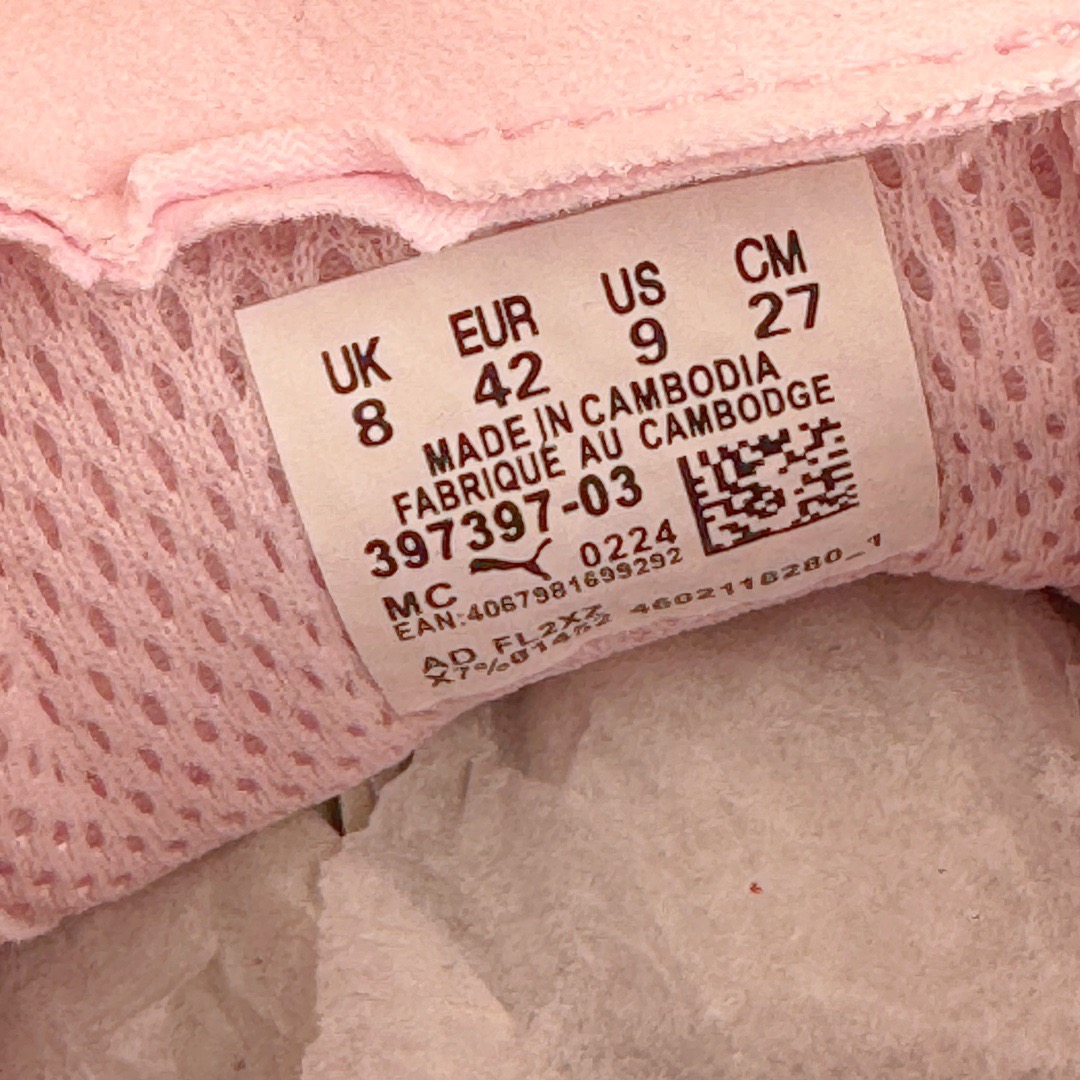 UK EUR US CM
8 42 9 27
MADE IN CAMBODIA
FABRIQUE AU CAMBODGE
397397-03
MC 0224
EAN:4067981699292
AD FL2XZ 4602118280_1